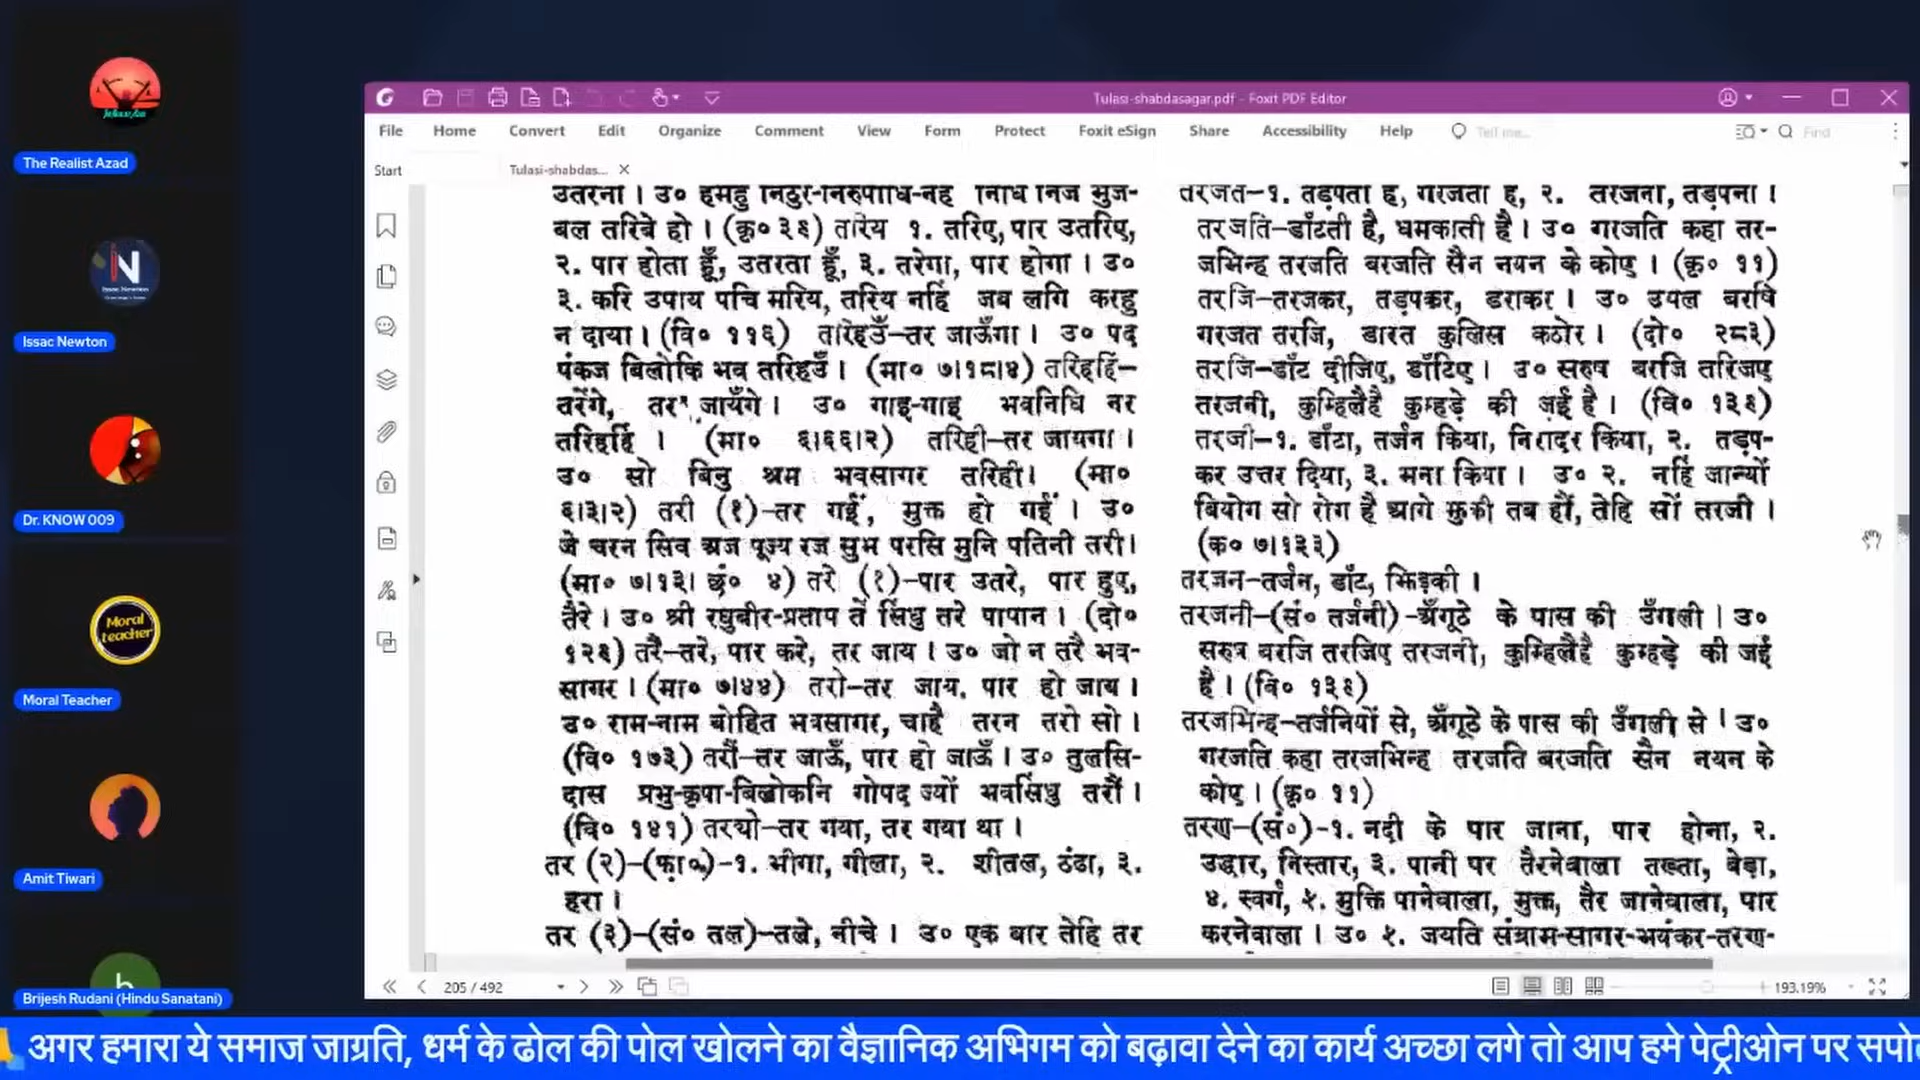 The Realist Azad
Issac Newton
Dr. KNOW 009
Moral teacher
Moral Teacher
Amit Tiwari
Brijesh Rudani (Hindu Sanatani)
Tulasi-shabdasagar.pdf - Foxit PDF Editor
File Home Convert Edit Organize Comment View Form Protect Foxit eSign Share Accessibility Help Tell me... Find
Start Tulasi-shabdas...
उतरना । उ० हमहु निठुर-निरुपाधि-नेह निधि निज भुज-
बल तरिबे हो । (कृ० ३६) तरिय १. तरिए, पार उतरिए,
२. पार होता हूँ, उतरता हूँ, ३. तरेगा, पार होगा । उ०
३. करि उपाय पचि मरिय, तरिय नहिं जब लगि करहु
न दाया । (वि० ११६) तरिहउँ–तर जाऊँगा । उ० पद
पंकज बिलोकि भव तरिहउँ । (मा० ७।१८।४) तरिहहिं–
तरेंगे, तर जायँगे । उ० गाइ-गाइ भवनिधि नर
तरिहहिं । (मा० ६।६६।२) तरिही–तर जायगा ।
उ० सो बिनु श्रम भवसागर तरिही। (मा०
६।३।२) तरी (१)–तर गईं, मुक्त हो गईं । उ०
जे चरन सिव अज पूज्य रज सुभ परसि मुनि पतिनी तरी।
(मा० ७।१३। छं० ४) तरे (१)–पार उतरे, पार हुए,
तैरे । उ० श्री रघुबीर-प्रताप तें सिंधु तरे पाषान । (दो०
१२६) तरै–तरे, पार करे, तर जाय । उ० जो न तरै भव-
सागर । (मा० ७।४४) तरो–तर जाय, पार हो जाय ।
उ० राम-नाम बोहित भवसागर, चाहै तरन तरो सो ।
(वि० १७३) तरौं–तर जाऊँ, पार हो जाऊँ । उ० तुलसि-
दास प्रभु-कृपा-बिलोकनि गोपद ज्यों भवसिंधु तरौं ।
(वि० १४१) तरयो–तर गया, तर गया था ।
तर (२)–(फ़ा०)–१. भीगा, गीला, २. शीतल, ठंढा, ३.
हरा ।
तर (३)–(सं० तल)–तले, नीचे । उ० एक बार तेहि तर
तरजत–१. तड़पता है, गरजता है, २. तरजना, तड़पना ।
तरजति–डाँटती है, धमकाती है । उ० गरजति कहा तर-
जनिन्ह तरजति बरजति सैन नयन के कोए । (कृ० ११)
तरजि–तरजकर, तड़पकर, डराकर । उ० उपल बरषि
गरजत तरजि, डारत कुलिस कठोर । (दो० २८३)
तरजि–डाँट दीजिए, डाँटिए । उ० सरुष बरजि तरिजए
तरजनी, कुम्हिलैहै कुम्हड़े की जई है । (वि० १३६)
तरजी–१. डाँटा, तर्जन किया, निरादर किया, २. तड़प-
कर उत्तर दिया, ३. मना किया । उ० २. नहिं जान्यों
बियोग सो रोग है आगे झुकी तब हौं, तेहि सों तरजी ।
(क० ७।१३३)
तरजन–तर्जन, डाँट, झिड़की ।
तरजनी–(सं० तर्जनी)–अँगूठे के पास की उँगली । उ०
सरुष बरजि तरजिए तरजनी, कुम्हिलैहै कुम्हड़े की जई
है । (वि० १३६)
तरजनिन्ह–तर्जनियों से, अँगूठे के पास की उँगली से । उ०
गरजति कहा तरजनिन्ह तरजति बरजति सैन नयन के
कोए । (कृ० ११)
तरण–(सं०)–१. नदी के पार जाना, पार होना, २.
उद्धार, निस्तार, ३. पानी पर तैरनेवाला तख्ता, बेड़ा,
४. स्वर्ग, ५. मुक्ति पानेवाला, मुक्त, तैर जानेवाला, पार
करनेवाला । उ० ५. जयति संग्राम-सागर-भयंकर-तरण-
205 / 492
193.19%
अगर हमारा ये समाज जाग्रति, धर्म के ढोल की पोल खोलने का वैज्ञानिक अभिगम को बढ़ावा देने का कार्य अच्छा लगे तो आप हमे पेट्रीओन पर